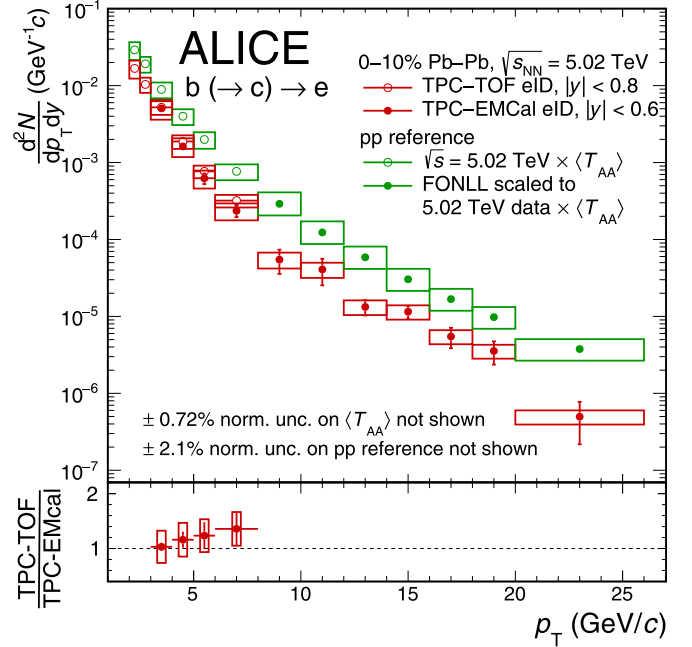 ALICE
b (→ c) → e
0–10% Pb–Pb, √sNN = 5.02 TeV
TPC–TOF eID, |y| < 0.8
TPC–EMCal eID, |y| < 0.6
pp reference
√s = 5.02 TeV × ⟨TAA⟩
FONLL scaled to
5.02 TeV data × ⟨TAA⟩
d²N/dpTdy (GeV⁻¹c)
10⁻¹
10⁻²
10⁻³
10⁻⁴
10⁻⁵
10⁻⁶
10⁻⁷
± 0.72% norm. unc. on ⟨TAA⟩ not shown
± 2.1% norm. unc. on pp reference not shown
TPC-TOF
TPC-EMcal
2
1
5 10 15 20 25
pT (GeV/c)